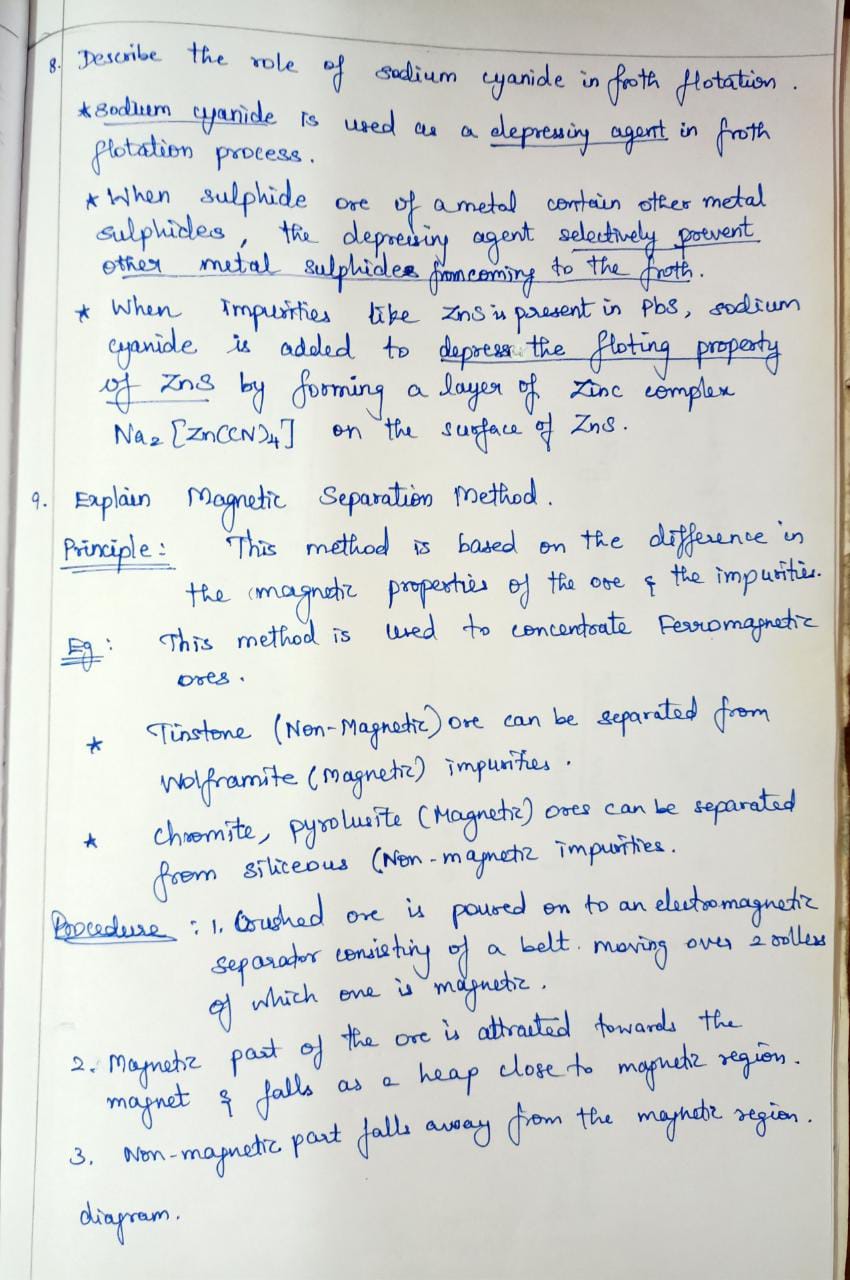 8. Describe the role of sodium cyanide in froth flotation.
* Sodium cyanide is used as a depressing agent in froth
flotation process.
* When sulphide ore of a metal contain other metal
sulphides, the depressing agent selectively prevent
other metal sulphides from coming to the froth.
* When impurities like ZnS is present in PbS, sodium
cyanide is added to depress the floting property
of ZnS by forming a layer of Zinc complex
Na2 [Zn(CN)4] on the surface of ZnS.
9. Explain Magnetic Separation Method.
Principle: This method is based on the difference in
the magnetic properties of the ore & the impurities.
Eg: This method is used to concentrate Ferromagnetic
ores.
* Tinstone (Non-Magnetic) ore can be separated from
Wolframite (Magnetic) impurities.
* chromite, pyrolusite (Magnetic) ores can be separated
from siliceous (Non-magnetic impurities.
Procedure: 1. Crushed ore is poured on to an electromagnetic
separator consisting of a belt. moving over 2 rollers
of which one is magnetic.
2. Magnetic part of the ore is attracted towards the
magnet & falls as a heap close to magnetic region.
3. Non-magnetic part falls away from the magnetic region.
diagram.